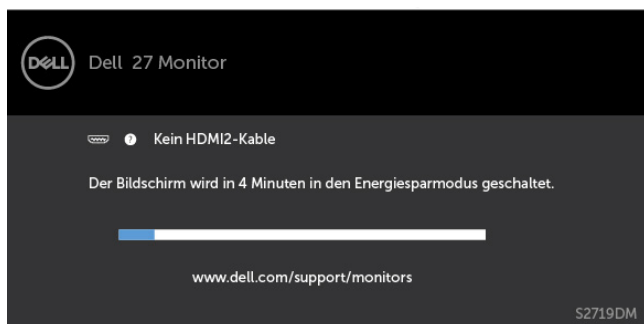 DELL
Dell 27 Monitor
Kein HDMI2-Kable
Der Bildschirm wird in 4 Minuten in den Energiesparmodus geschaltet.
www.dell.com/support/monitors
S2719DM